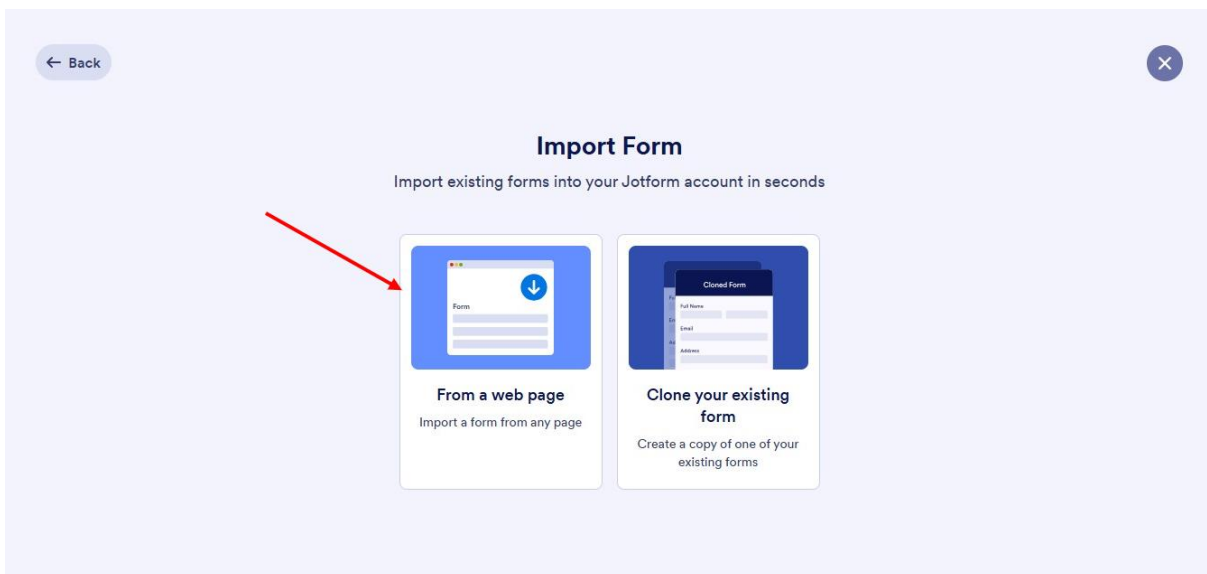 ← Back
Import Form
Import existing forms into your Jotform account in seconds
Form
From a web page
Import a form from any page
Cloned Form
Full Name
Email
Address
Clone your existing
form
Create a copy of one of your
existing forms